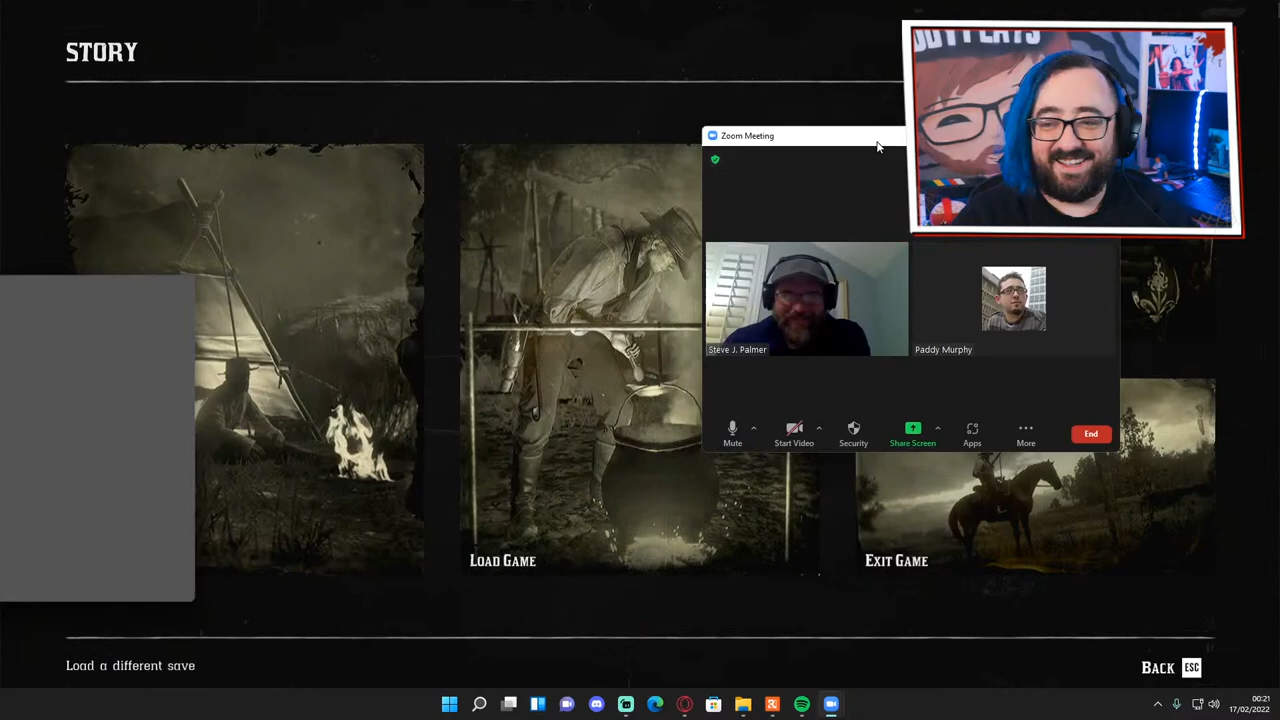 STORY
Zoom Meeting
Steve J. Palmer
Paddy Murphy
Mute
Start Video
Security
Share Screen
Apps
More
End
LOAD GAME
EXIT GAME
Load a different save
BACK ESC
00:21
17/02/2022